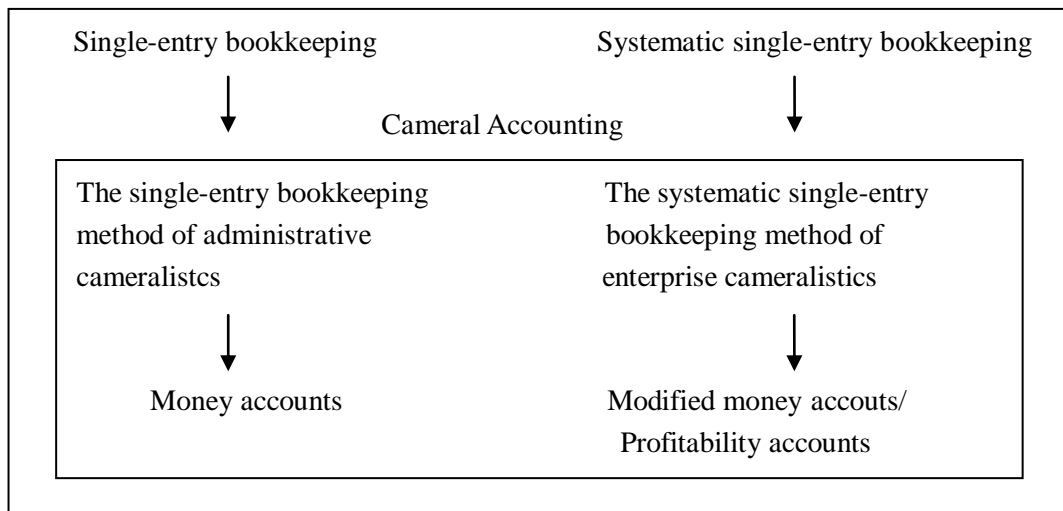 Single-entry bookkeeping
Systematic single-entry bookkeeping
Cameral Accounting
The single-entry bookkeeping
method of administrative
cameralistcs
The systematic single-entry
bookkeeping method of
enterprise cameralistics
Money accounts
Modified money accouts/
Profitability accounts